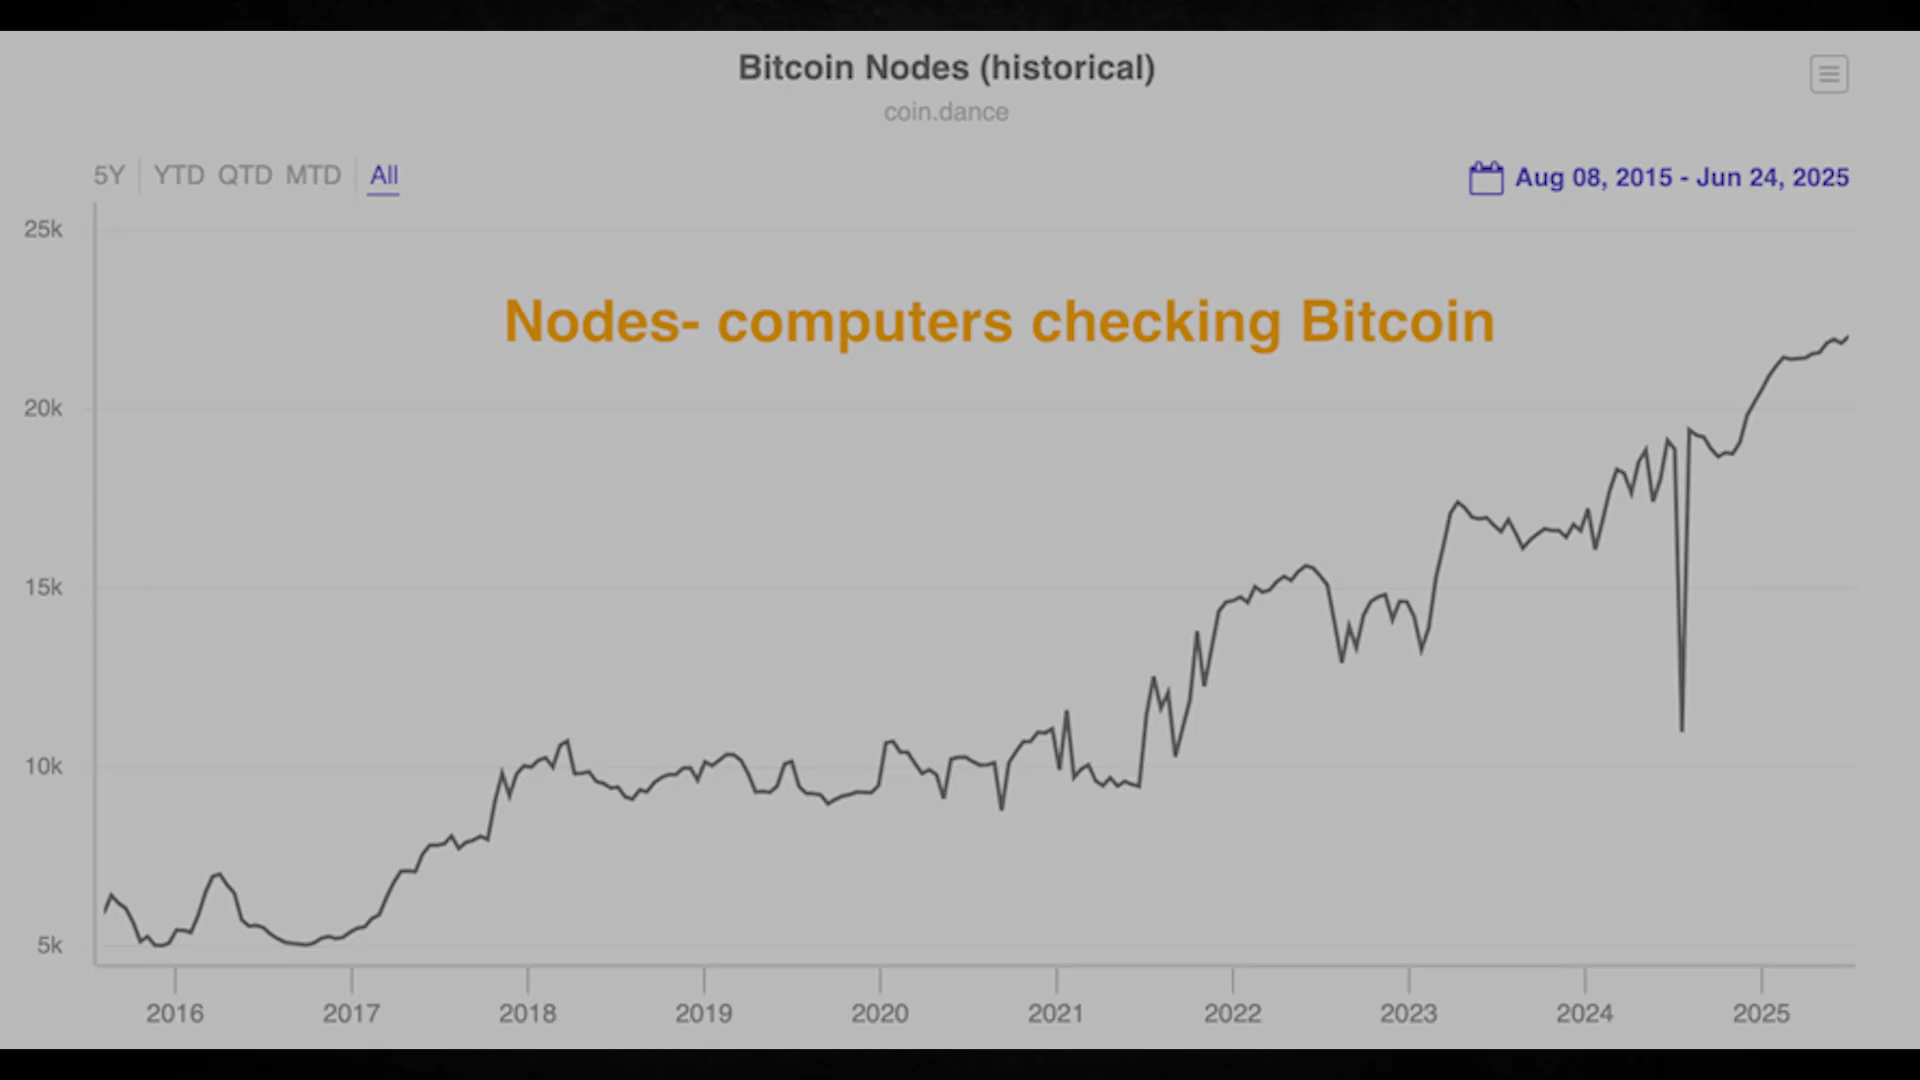 Bitcoin Nodes (historical)
coin.dance
5Y YTD QTD MTD All
Aug 08, 2015 - Jun 24, 2025
25k
Nodes- computers checking Bitcoin
20k
15k
10k
5k
2016 2017 2018 2019 2020 2021 2022 2023 2024 2025